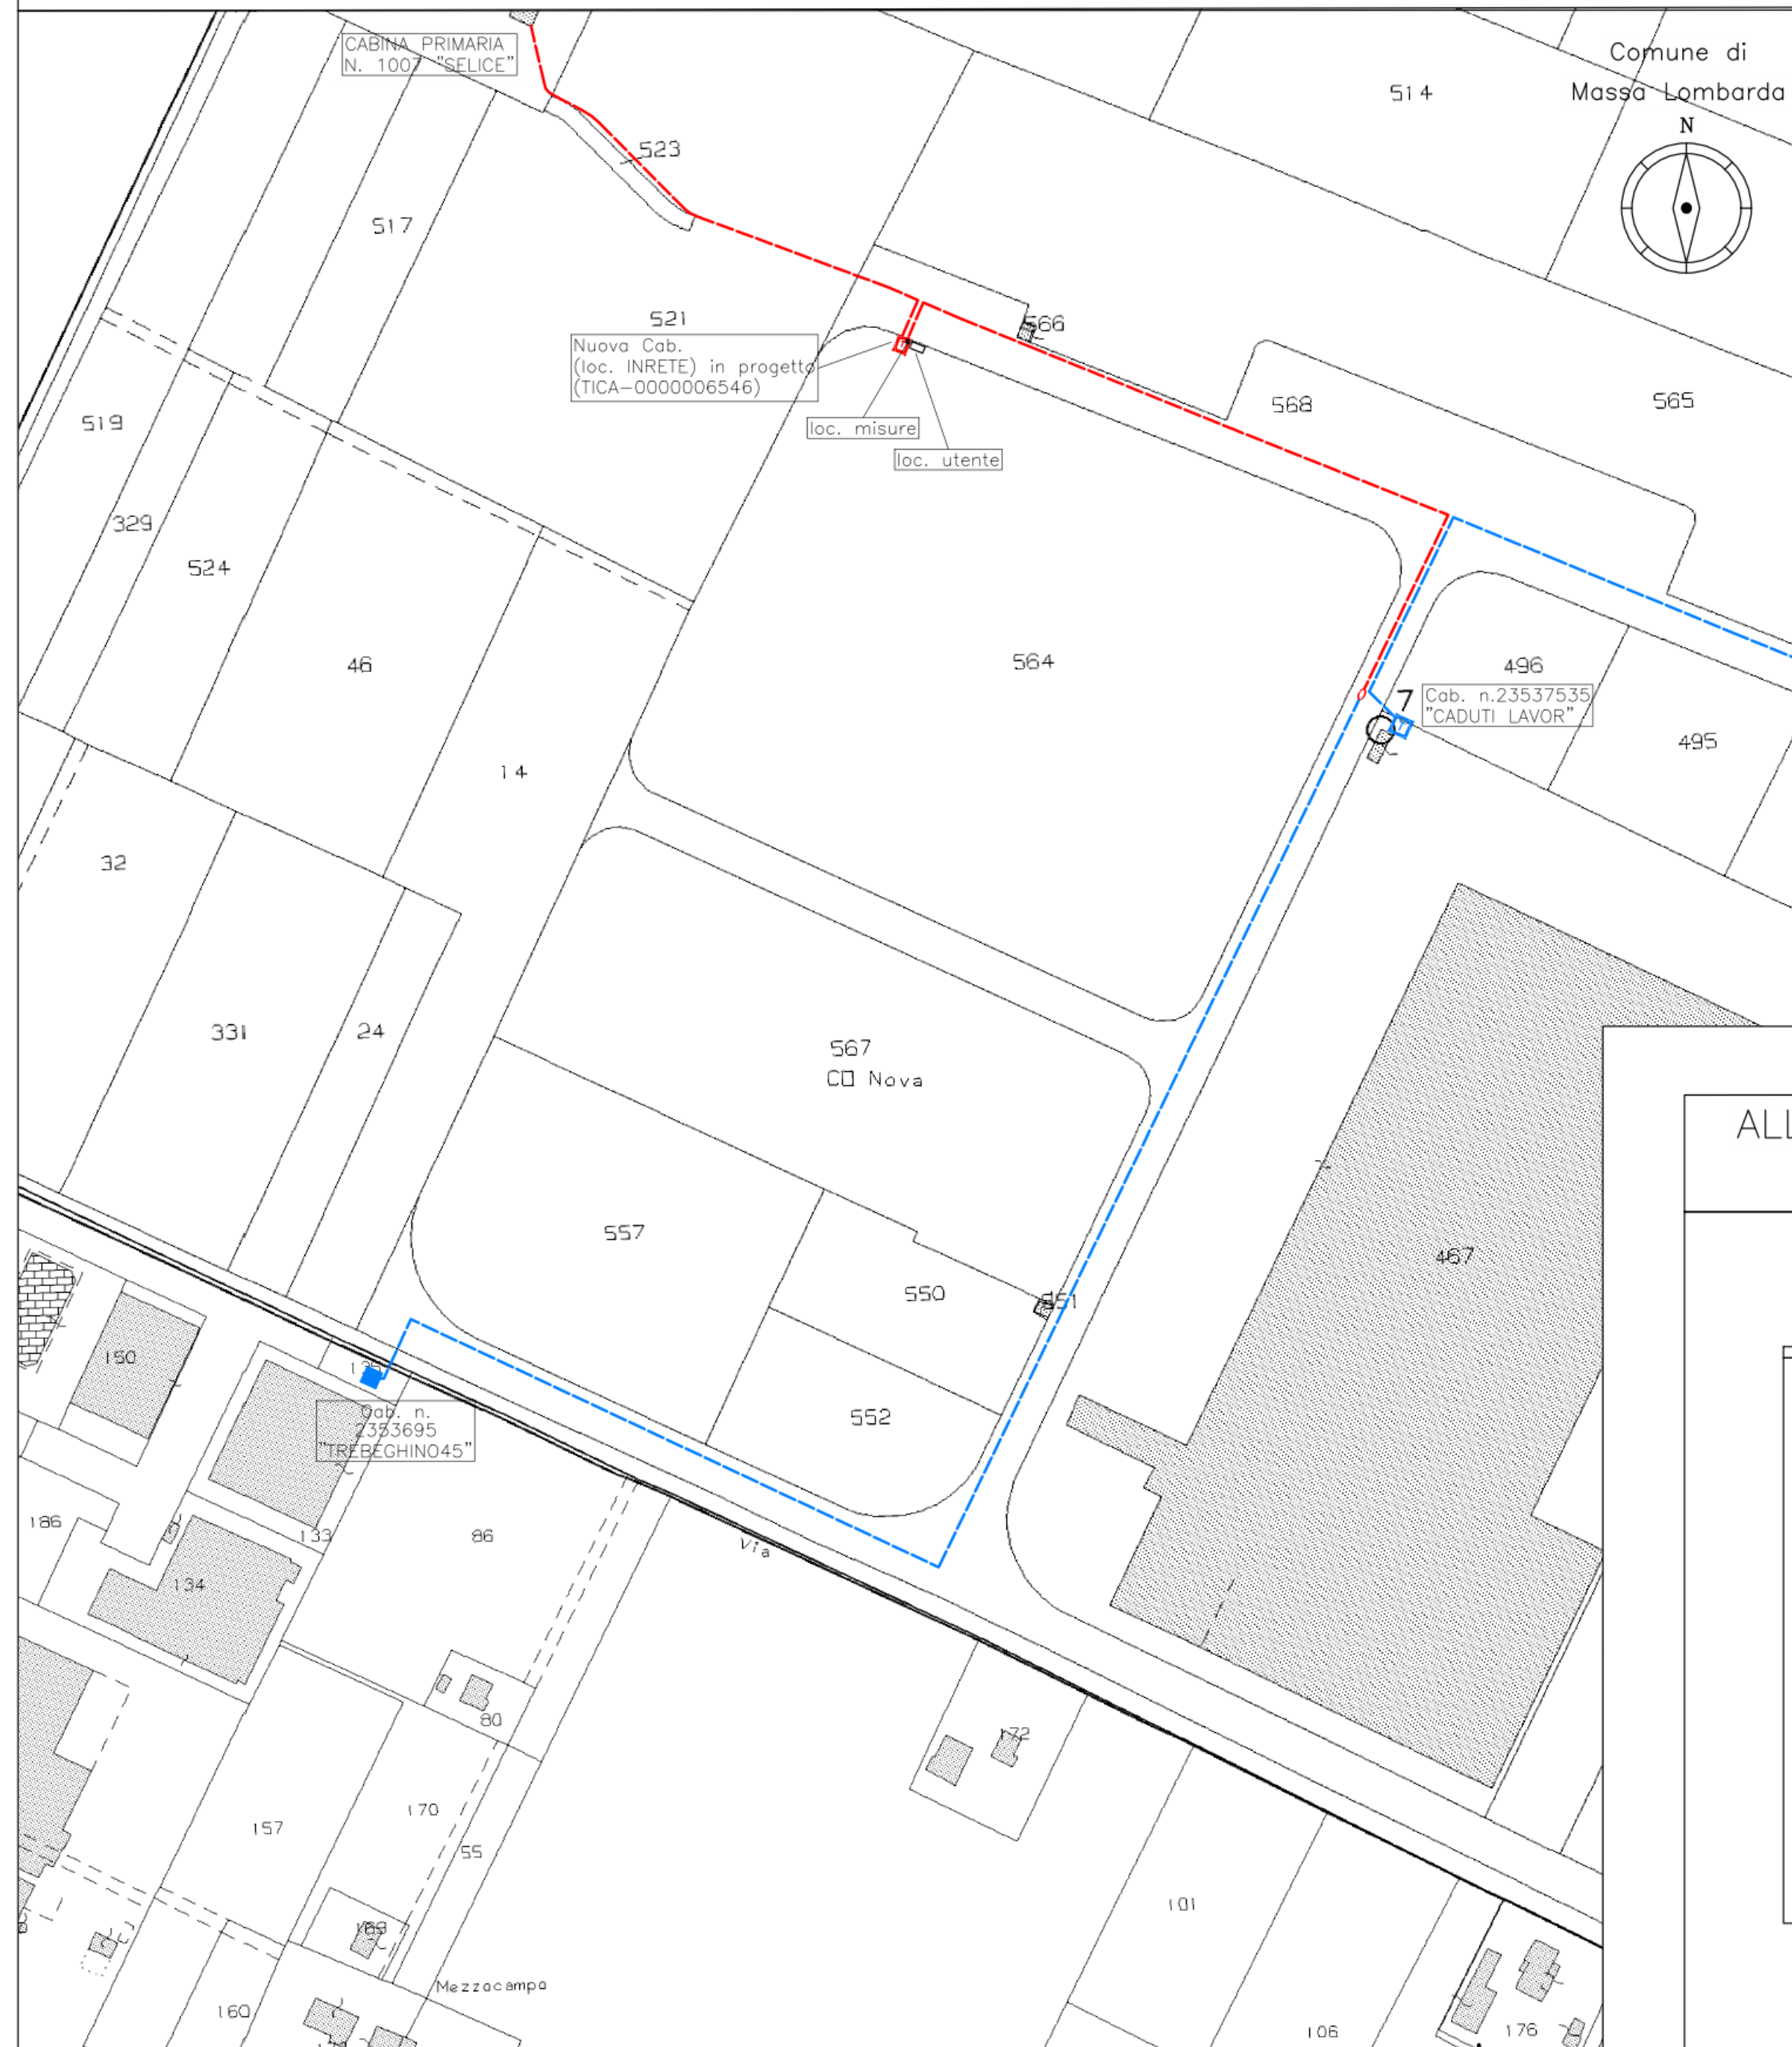 CABINA PRIMARIA
N. 1007 "SELICE"
Comune di
Massa Lombarda
N
514
523
517
521
Nuova Cab.
(loc. INRETE) in progetto
(TICA-0000006546)
566
loc. misure
loc. utente
568
565
519
329
524
46
564
496
7
Cab. n.23537535
"CADUTI LAVOR"
495
14
32
331
24
567
Nova
ALL
557
467
550
551
552
150
Cab. n.
2353695
"TREBEGHINO45"
186
133
86
Via
134
80
172
157
170
55
101
169
Mezzocampo
160
106
176